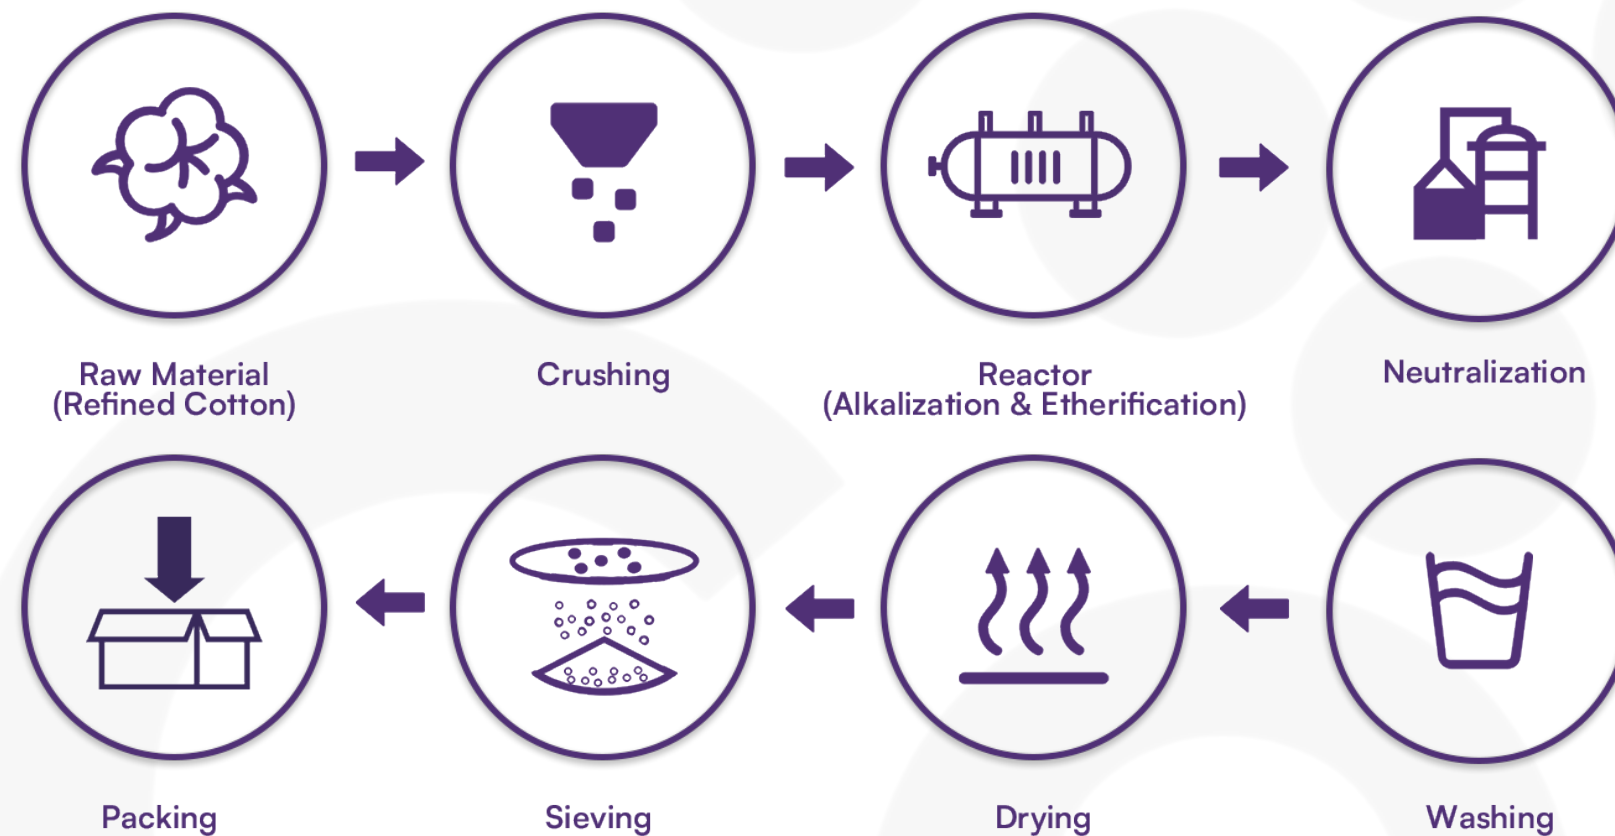 Raw Material
(Refined Cotton)
Crushing
Reactor
(Alkalization & Etherification)
Neutralization
Packing
Sieving
Drying
Washing